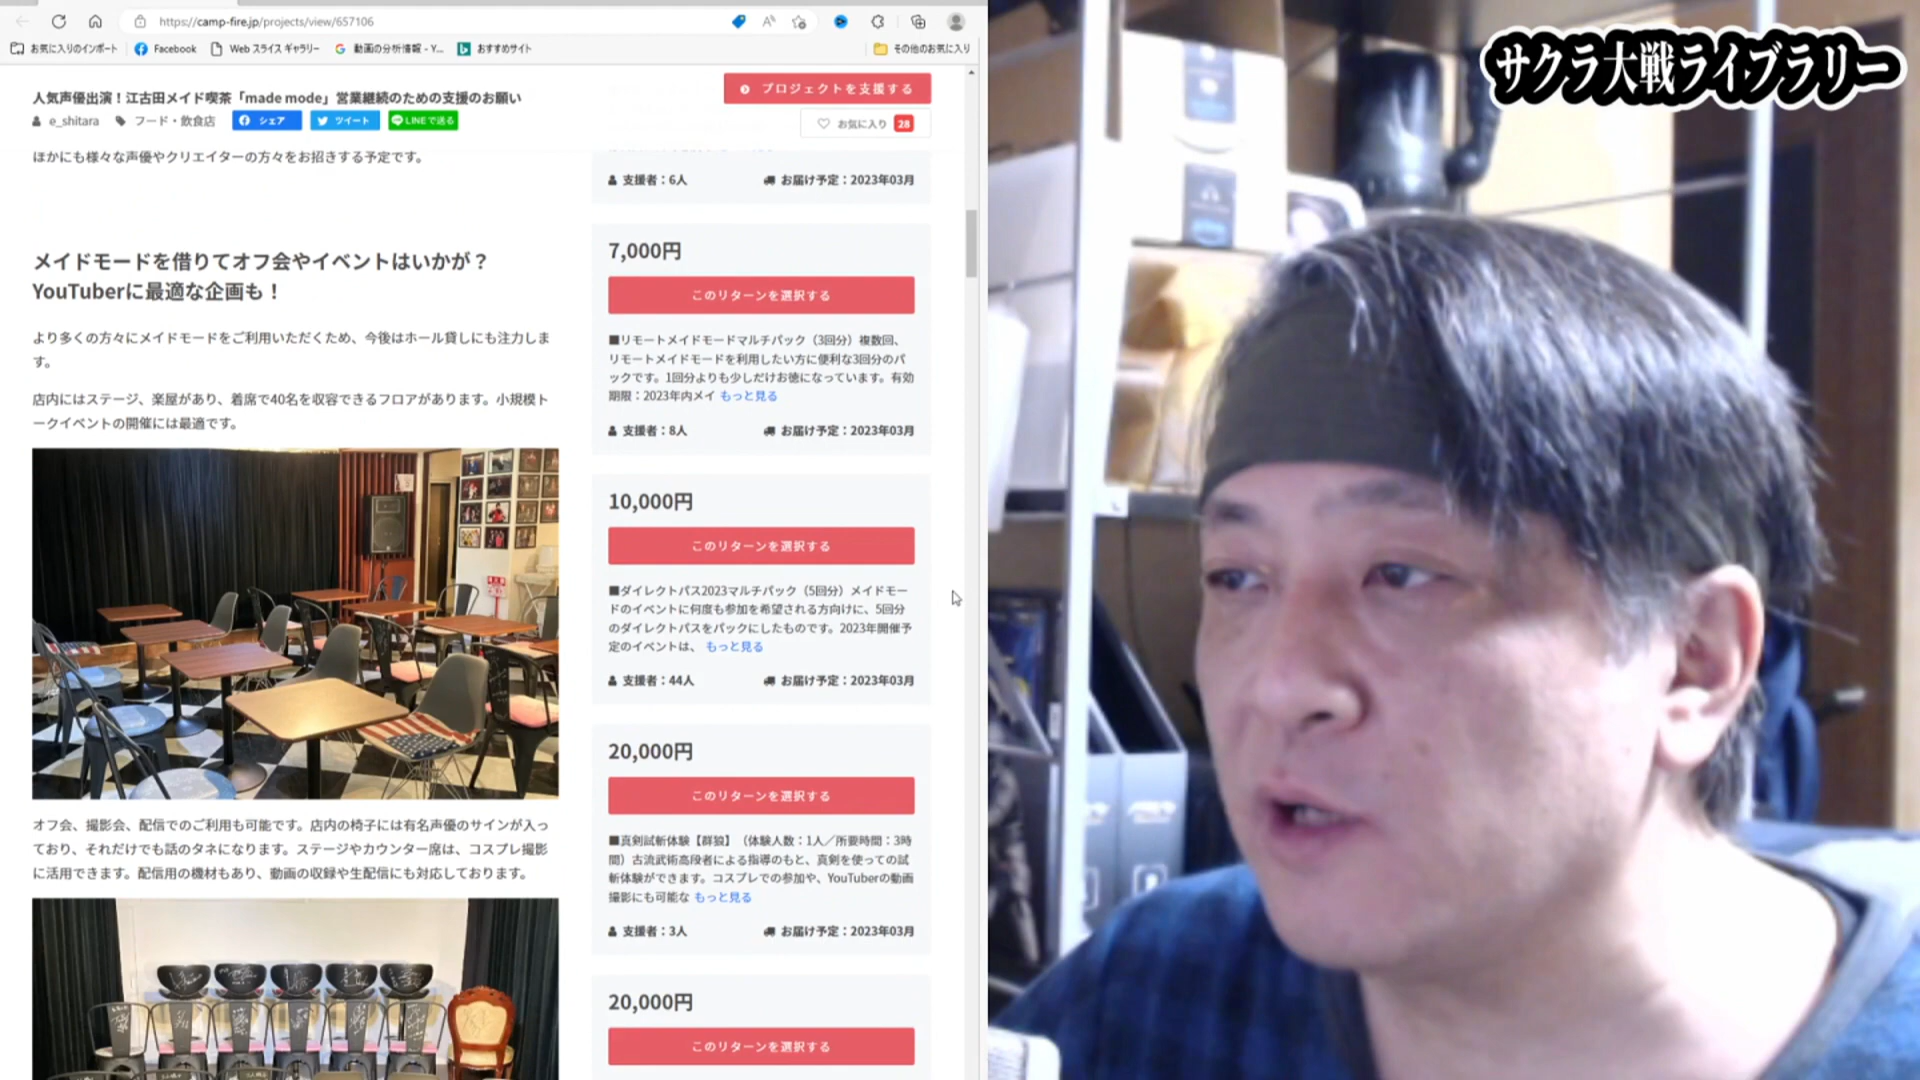 https://camp-fire.jp/projects/view/657106
お気に入りのインポート
Facebook
Web スライス ギャラリー
動画の分析情報 - Y...
おすすめサイト
その他のお気に入り
サクラ大戦ライブラリー
人気声優出演！江古田メイド喫茶「made mode」営業継続のための支援のお願い
e_shitara
フード・飲食店
シェア
ツイート
LINEで送る
プロジェクトを支援する
お気に入り 28
ほかにも様々な声優やクリエイターの方々をお招きする予定です。
メイドモードを借りてオフ会やイベントはいかが？
YouTuberに最適な企画も！
より多くの方々にメイドモードをご利用いただくため、今後はホール貸しにも注力しま
す。
店内にはステージ、楽屋があり、着席で40名を収容できるフロアがあります。小規模ト
ークイベントの開催には最適です。
オフ会、撮影会、配信でのご利用も可能です。店内の椅子には有名声優のサインが入っ
ており、それだけでも話のタネになります。ステージやカウンター席は、コスプレ撮影
に活用できます。配信用の機材もあり、動画の収録や生配信にも対応しております。
支援者：6人
お届け予定：2023年03月
7,000円
このリターンを選択する
■リモートメイドモードマルチパック（3回分）複数回、
リモートメイドモードを利用したい方に便利な3回分のパ
ックです。1回分よりも少しだけお徳になっています。有効
期限：2023年内メイ もっと見る
支援者：8人
お届け予定：2023年03月
10,000円
このリターンを選択する
■ダイレクトパス2023マルチパック（5回分）メイドモー
ドのイベントに何度も参加を希望される方向けに、5回分
のダイレクトパスをパックにしたものです。2023年開催予
定のイベントは、 もっと見る
支援者：44人
お届け予定：2023年03月
20,000円
このリターンを選択する
■真剣試斬体験【群狼】（体験人数：1人／所要時間：3時
間）古流武術高段者による指導のもと、真剣を使っての試
斬体験ができます。コスプレでの参加や、YouTuberの動画
撮影にも可能な もっと見る
支援者：3人
お届け予定：2023年03月
20,000円
このリターンを選択する